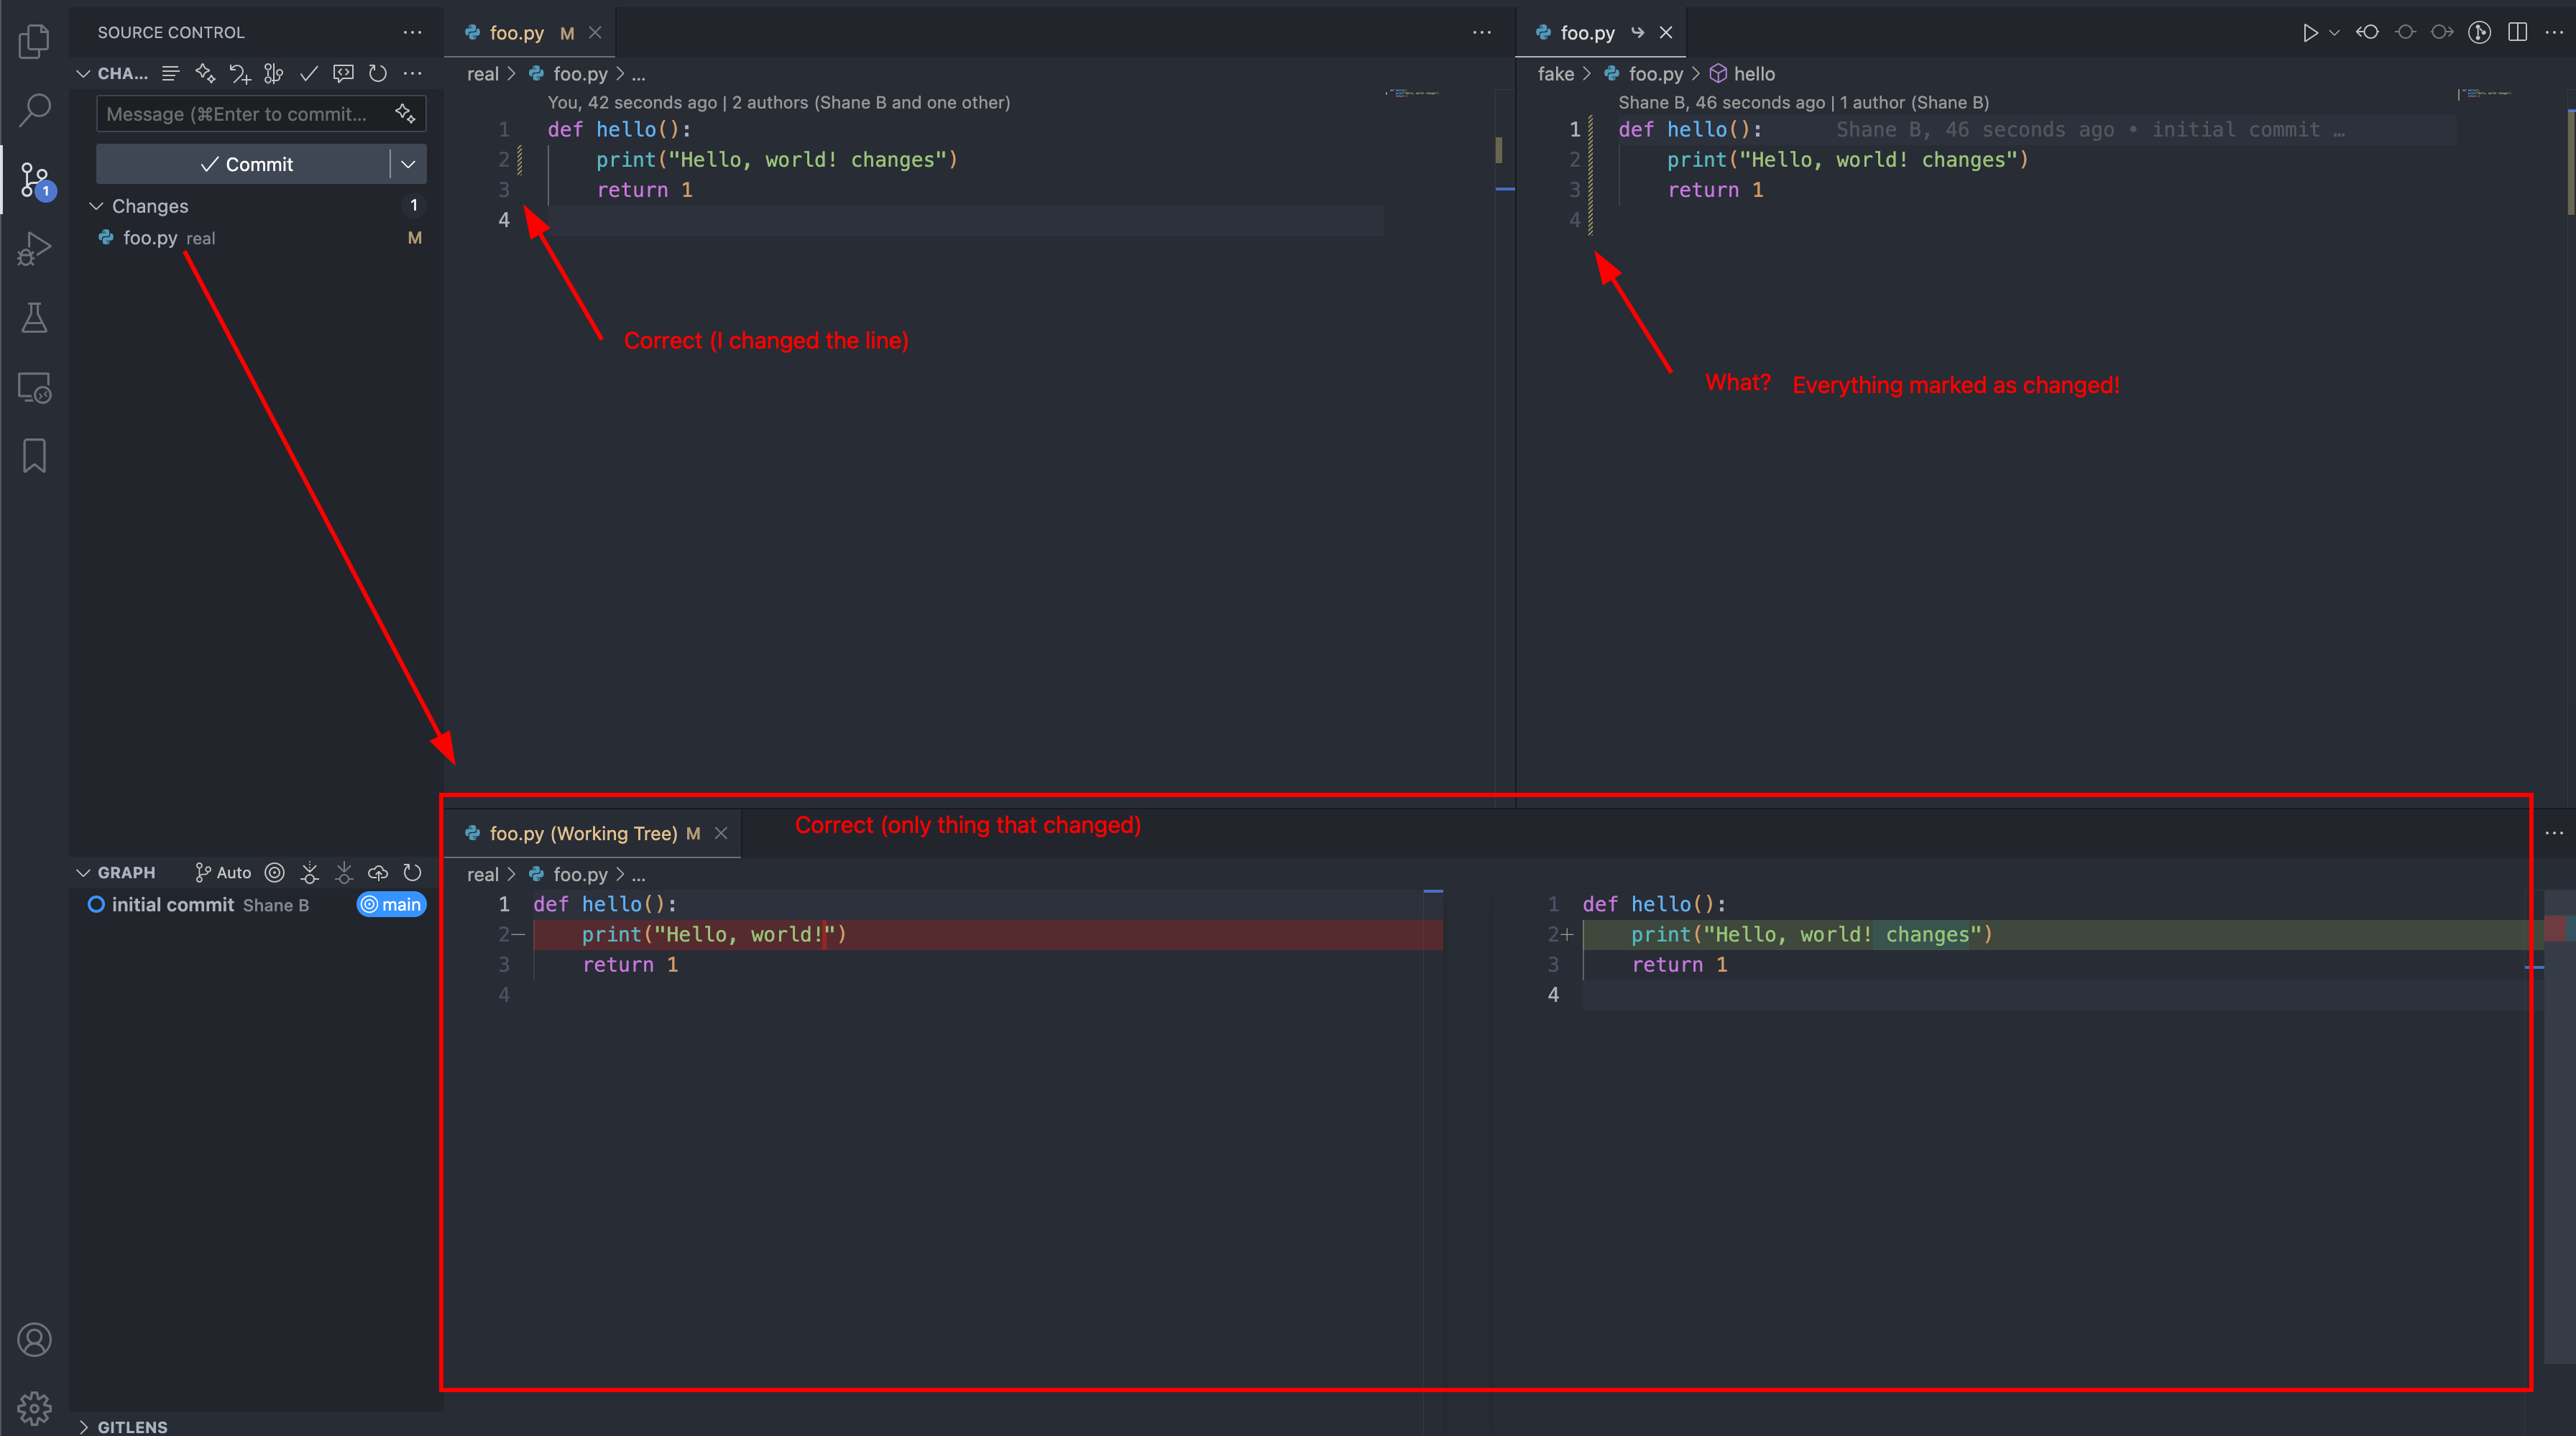 SOURCE CONTROL
CHA...
Message (⌘Enter to commit...
Commit
Changes 1
foo.py real M
1
foo.py M
real > foo.py > ...
You, 42 seconds ago | 2 authors (Shane B and one other)
1 def hello():
2 print("Hello, world! changes")
3 return 1
4
Correct (I changed the line)
foo.py
fake > foo.py > hello
Shane B, 46 seconds ago | 1 author (Shane B)
1 def hello(): Shane B, 46 seconds ago • initial commit …
2 print("Hello, world! changes")
3 return 1
4
What? Everything marked as changed!
foo.py (Working Tree) M
Correct (only thing that changed)
real > foo.py > ...
1 def hello():
2— print("Hello, world!")
3 return 1
4
1 def hello():
2+ print("Hello, world! changes")
3 return 1
4
GRAPH Auto
initial commit Shane B main
GITLENS